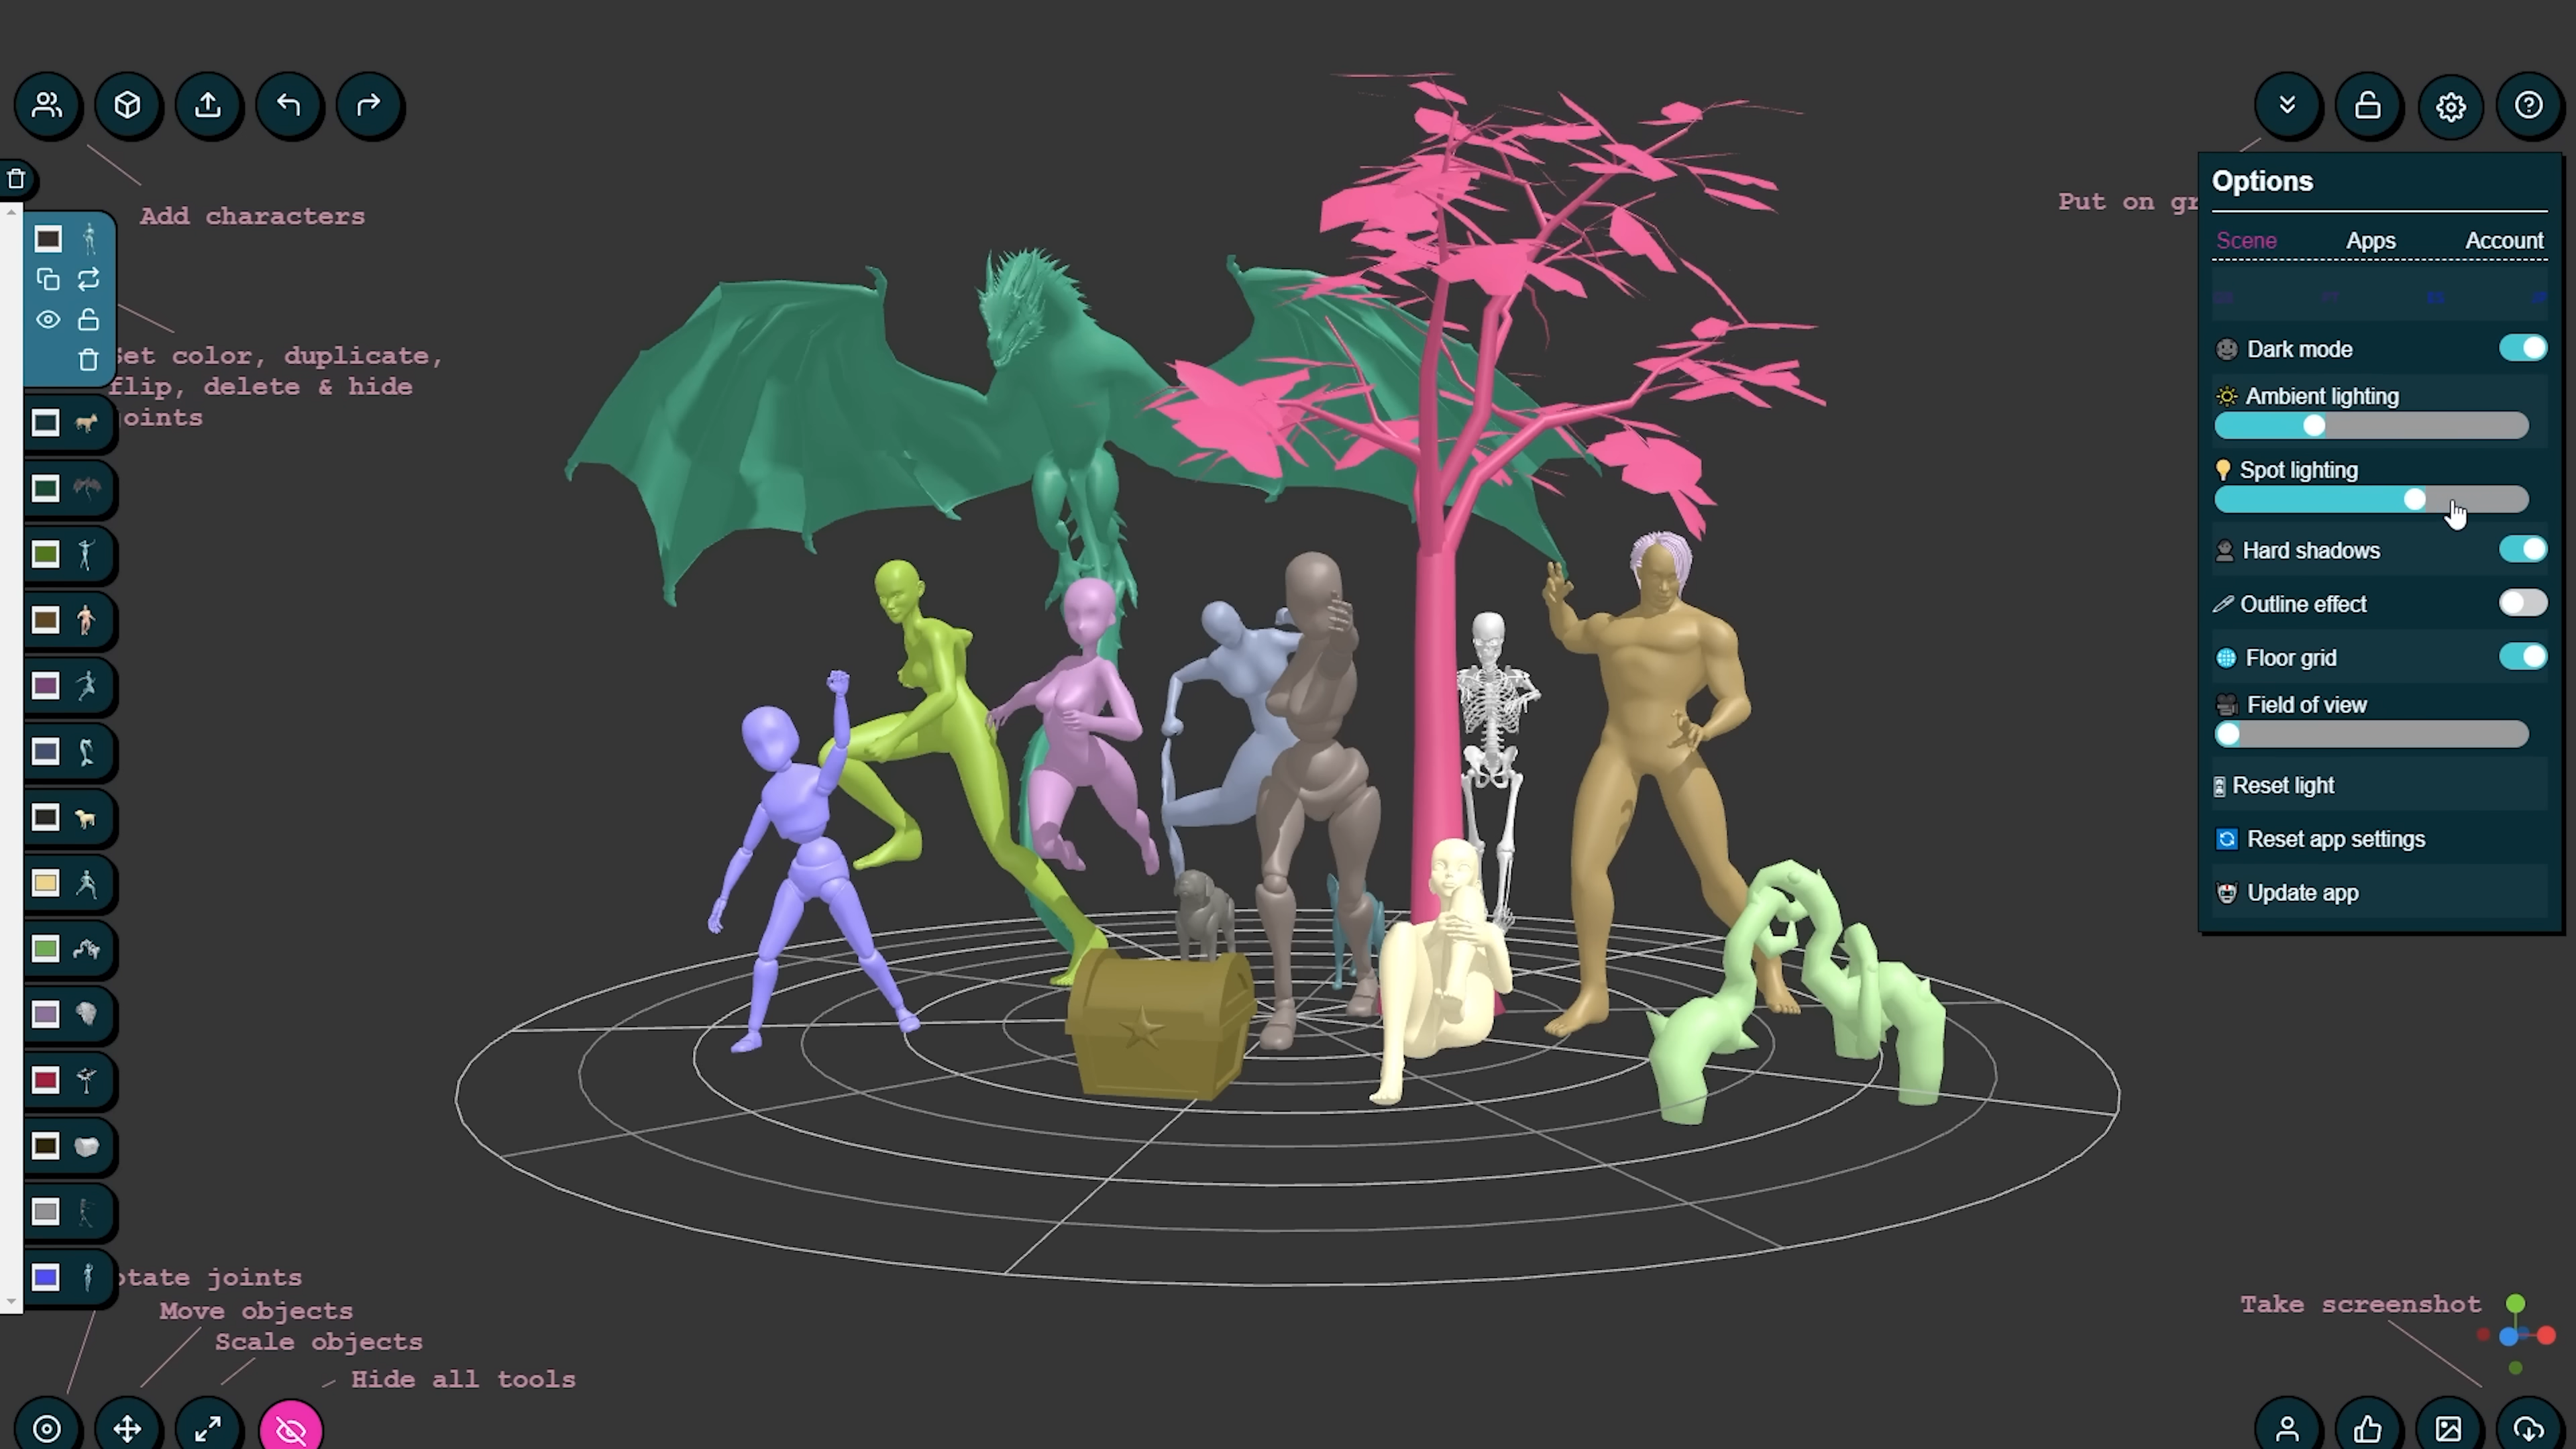 Add characters
Set color, duplicate,
flip, delete & hide
joints
Put on gr
Options
Scene Apps Account
Dark mode
Ambient lighting
Spot lighting
Hard shadows
Outline effect
Floor grid
Field of view
Reset light
Reset app settings
Update app
otate joints
Move objects
Scale objects
Hide all tools
Take screenshot